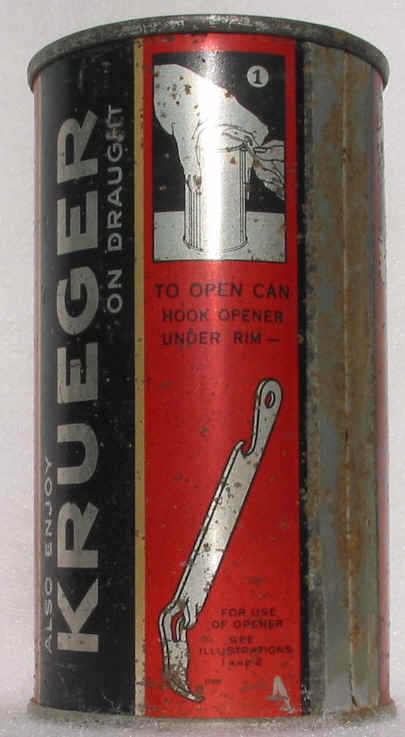 ALSO ENJOY
KRUEGER
ON DRAUGHT
1
TO OPEN CAN
HOOK OPENER
UNDER RIM—
FOR USE
OF OPENER
SEE
ILLUSTRATIONS
1 AND 2